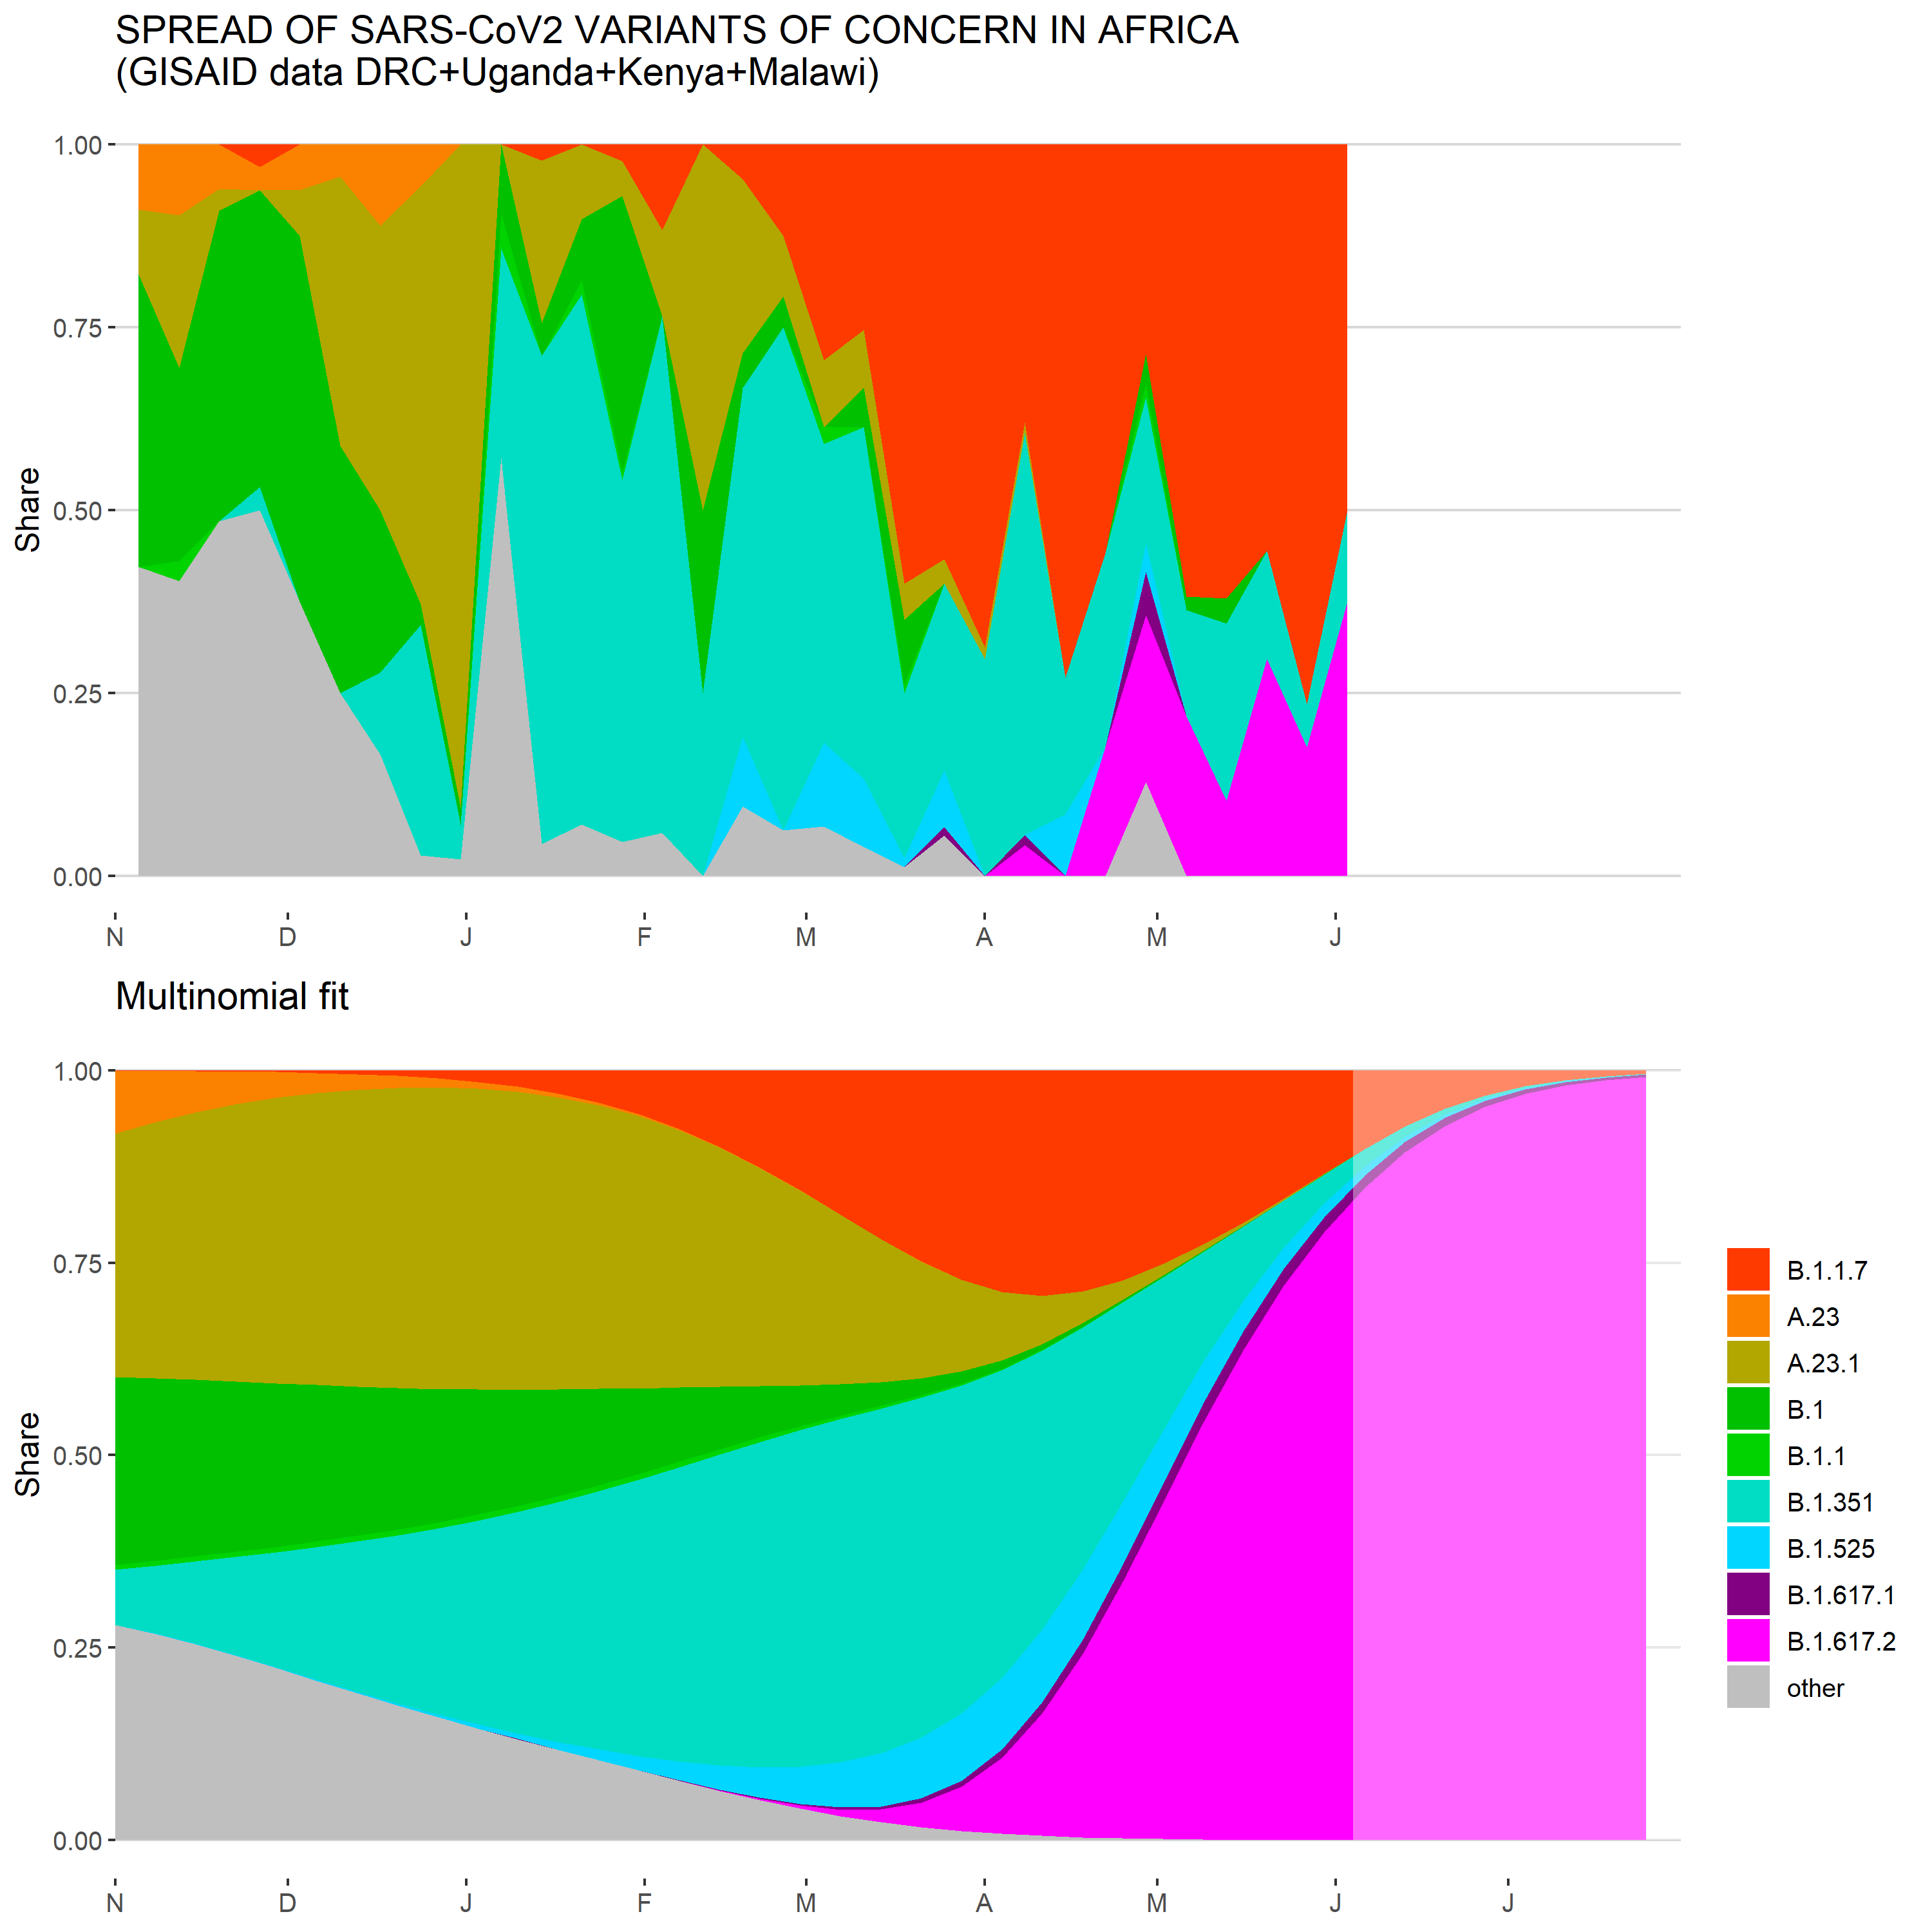 SPREAD OF SARS-CoV2 VARIANTS OF CONCERN IN AFRICA
(GISAID data DRC+Uganda+Kenya+Malawi)
Share
1.00
0.75
0.50
0.25
0.00
N D J F M A M J
Multinomial fit
Share
1.00
0.75
0.50
0.25
0.00
N D J F M A M J J
B.1.1.7
A.23
A.23.1
B.1
B.1.1
B.1.351
B.1.525
B.1.617.1
B.1.617.2
other